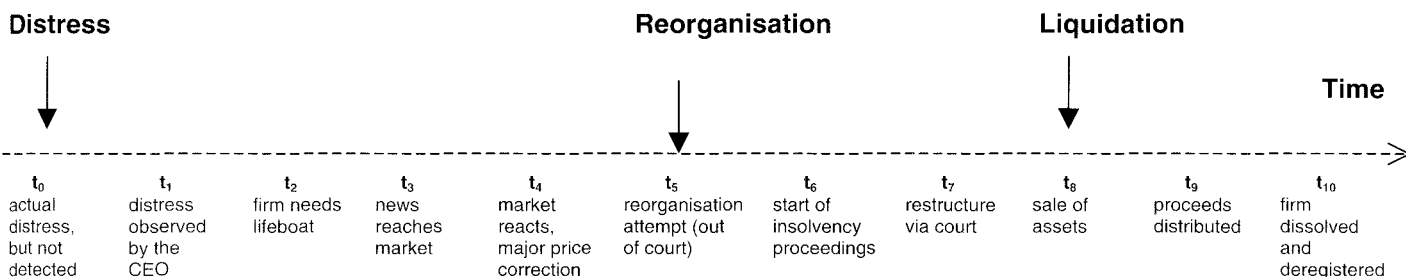 Distress
Reorganisation
Liquidation
Time
t₀
actual
distress,
but not
detected
t₁
distress
observed
by the
CEO
t₂
firm needs
lifeboat
t₃
news
reaches
market
t₄
market
reacts,
major price
correction
t₅
reorganisation
attempt (out
of court)
t₆
start of
insolvency
proceedings
t₇
restructure
via court
t₈
sale of
assets
t₉
proceeds
distributed
t₁₀
firm
dissolved
and
deregistered